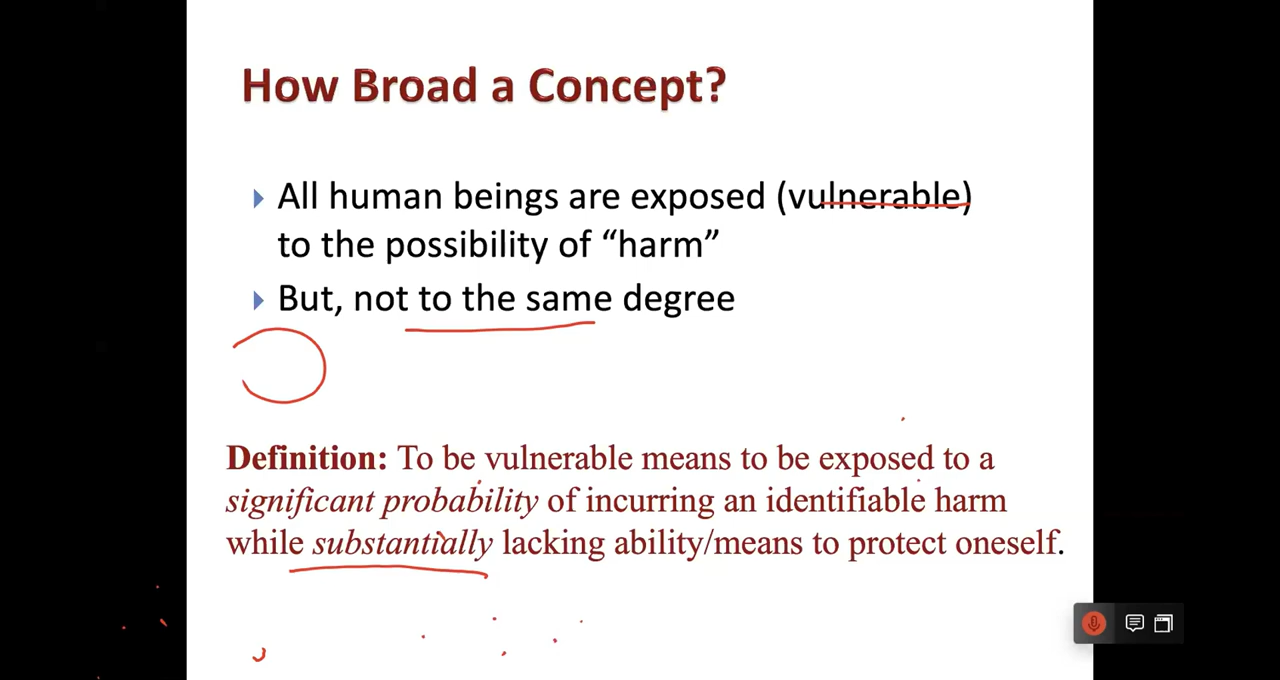 How Broad a Concept?
All human beings are exposed (vulnerable)
to the possibility of “harm”
But, not to the same degree
Definition: To be vulnerable means to be exposed to a
significant probability of incurring an identifiable harm
while substantially lacking ability/means to protect oneself.